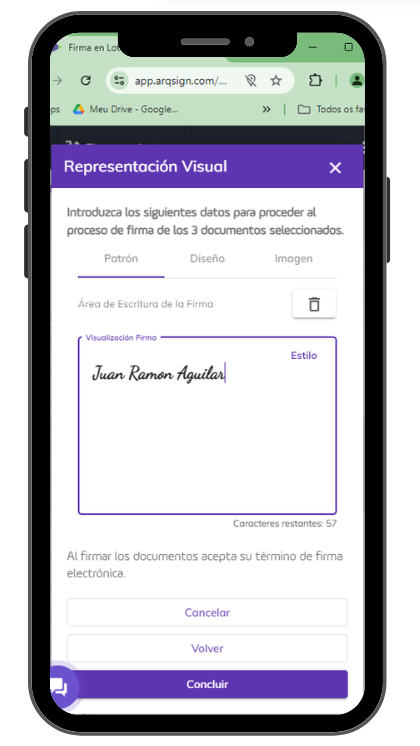 Firma en Lot
app.arqsign.com/...
ps
Meu Drive - Google...
»
Todos os fav
Representación Visual
Introduzca los siguientes datos para proceder al
proceso de firma de los 3 documentos seleccionados.
Patrón
Diseño
Imagen
Área de Escritura de la Firma
Visualización Firma
Estilo
Juan Ramon Aguilar
Caracteres restantes: 57
Al firmar los documentos acepta su término de firma
electrónica.
Cancelar
Volver
Concluir